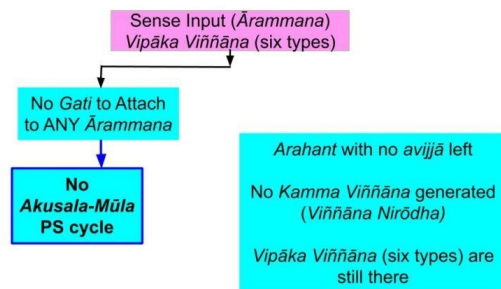 Sense Input (Ārammana)
Vipāka Viññāna (six types)
No Gati to Attach
to ANY Ārammana
No
Akusala-Mūla
PS cycle
Arahant with no avijjā left
No Kamma Viññāna generated
(Viññāna Nirōdha)
Vipāka Viññāna (six types) are
still there